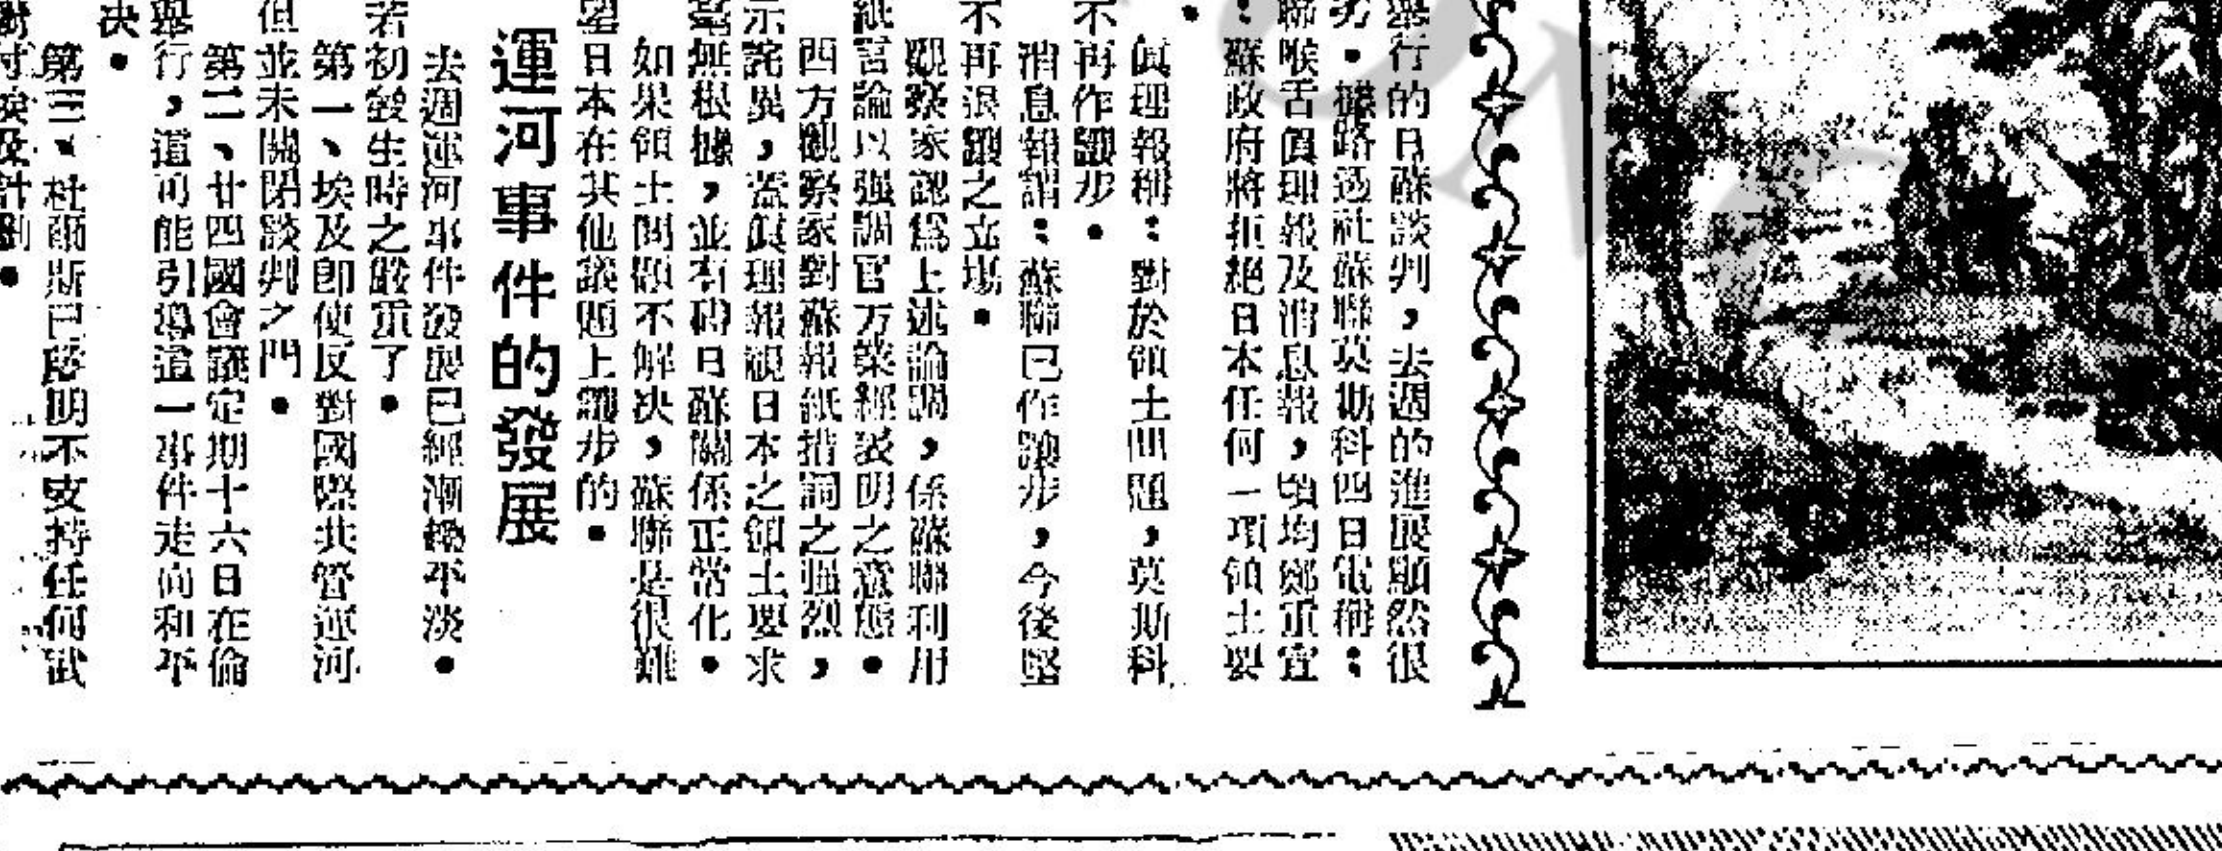 舉行的日蘇談判，去週的進展顯然很
劣。據路透社蘇聯莫斯科四日電稱：
聯喉舌眞理報及消息報，頃均鄭重宣
：蘇政府將拒絕日本任何一項領土要
。
眞理報稱：對於領土問題，莫斯科
不再作讓步。
消息報謂：蘇聯已作讓步，今後堅
不再退讓之立場。
觀察家認爲上述論調，係蘇聯利用
紙言論以强調官方業經表明之意態。
四方觀察家對蘇報紙措詞之强烈，
示詫異，蓋眞理報視日本之領土要求
毫無根據，並有碍日蘇關係正常化。
如果領土問題不解决，蘇聯是很難
望日本在其他議題上讓步的。
運河事件的發展
去週運河事件發展已經漸趨平淡。
若初發生時之嚴重了。
第一、埃及卽使反對國際共管運河
但並未關閉談判之門。
第二、廿四國會議定期十六日在倫
舉行，這可能引導這一事件走向和平
决。
第三、杜爾斯已聲明不支持任何武
對付埃及計劃。